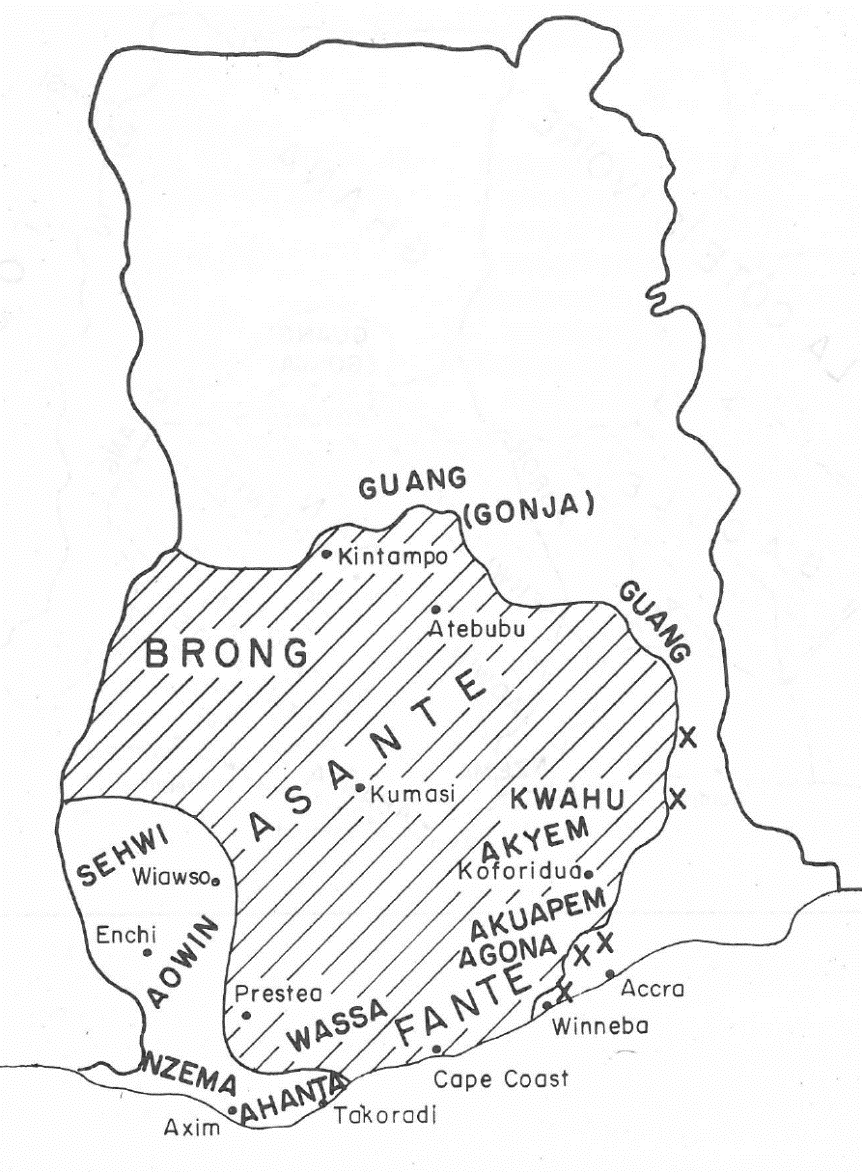 GUANG
(GONJA)
Kintampo
GUANG
Atebubu
BRONG
ASANTE
Kumasi
KWAHU
X
X
AKYEM
SEHWI
Wiawso
Koforidua
AKUAPEM
Enchi
AOWIN
AGONA
X X
Prestea
FANTE
X
Accra
WASSA
Winneba
NZEMA
Cape Coast
AHANTA
Takoradi
Axim